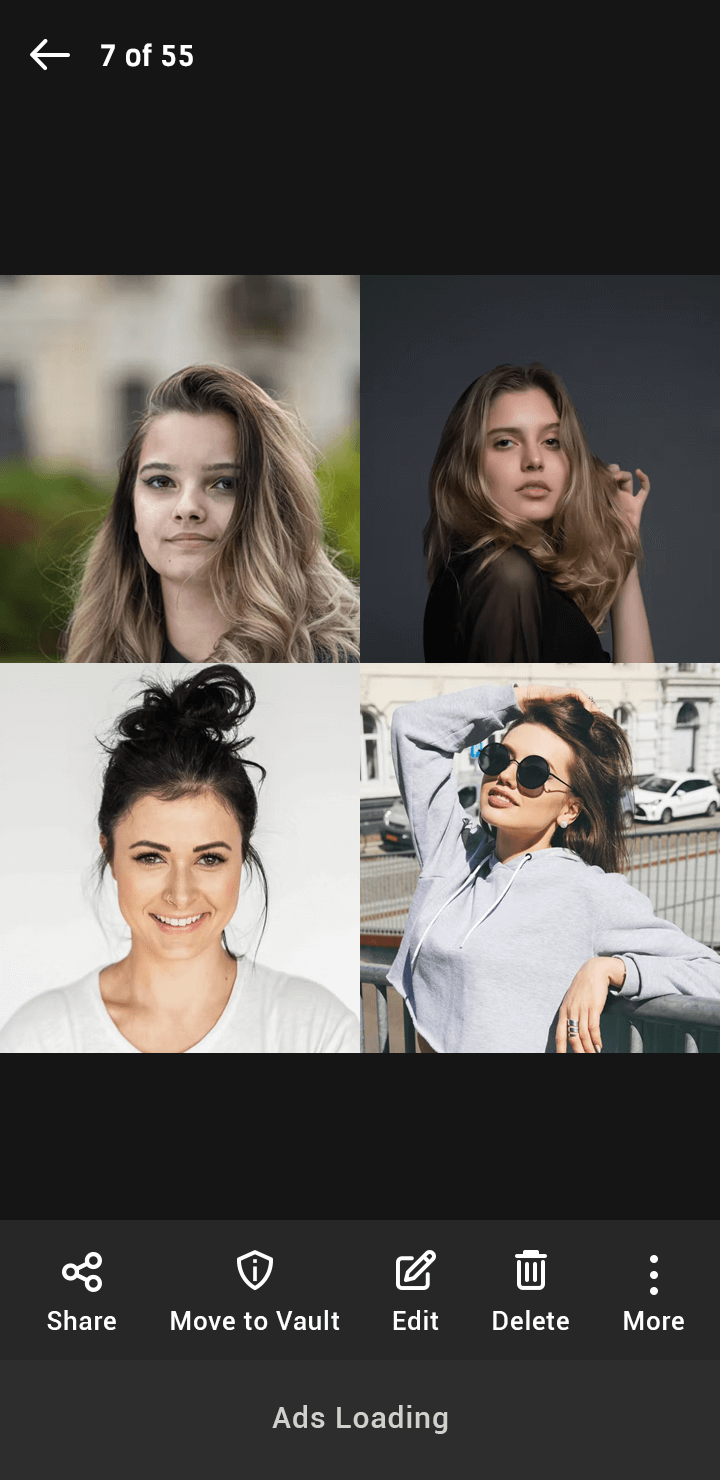 7 of 55
Share
Move to Vault
Edit
Delete
More
Ads Loading